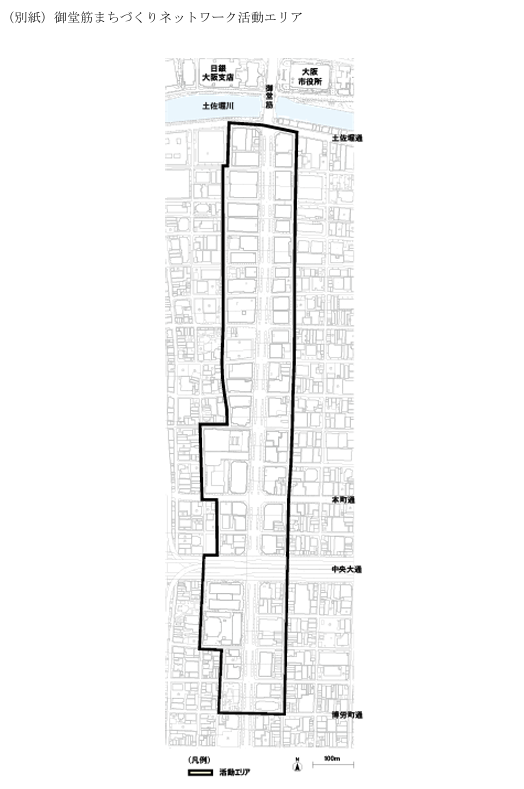 （別紙）御堂筋まちづくりネットワーク活動エリア
日銀
大阪支店
大阪
市役所
御堂筋
土佐堀川
土佐堀通
本町通
中央大通
博労町通
（凡例）
活動エリア
N
100m